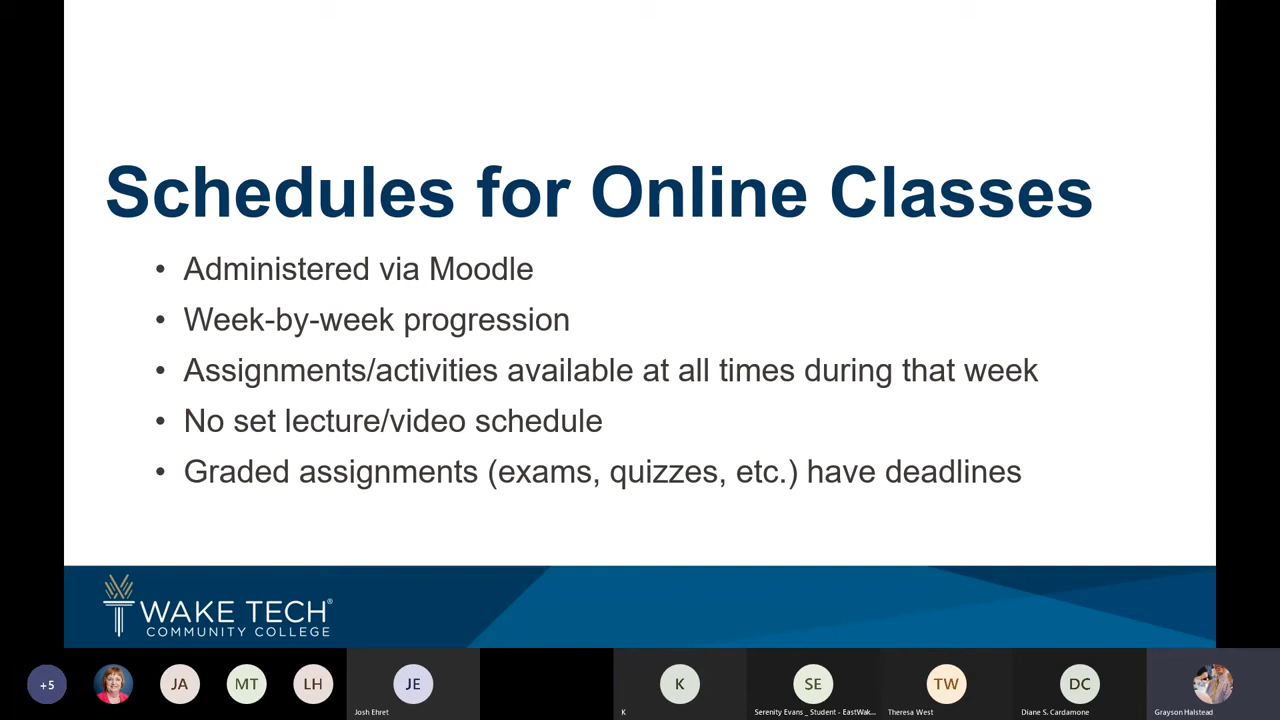 Schedules for Online Classes
• Administered via Moodle
• Week-by-week progression
• Assignments/activities available at all times during that week
• No set lecture/video schedule
• Graded assignments (exams, quizzes, etc.) have deadlines
WAKE TECH®
COMMUNITY COLLEGE
+5
JA
MT
LH
JE
K
SE
TW
DC
Josh Ehret
K
Serenity Evans _ Student - EastWak...
Theresa West
Diane S. Cardamone
Grayson Halstead